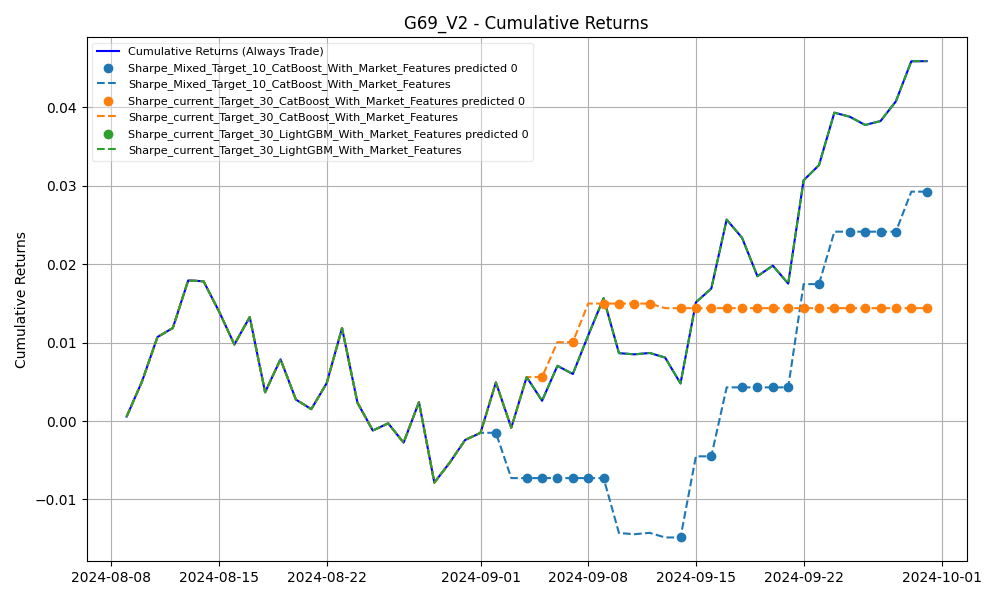 G69_V2 - Cumulative Returns
Cumulative Returns (Always Trade)
Sharpe_Mixed_Target_10_CatBoost_With_Market_Features predicted 0
Sharpe_Mixed_Target_10_CatBoost_With_Market_Features
Sharpe_current_Target_30_CatBoost_With_Market_Features predicted 0
Sharpe_current_Target_30_CatBoost_With_Market_Features
Sharpe_current_Target_30_LightGBM_With_Market_Features predicted 0
Sharpe_current_Target_30_LightGBM_With_Market_Features
Cumulative Returns
0.04
0.03
0.02
0.01
0.00
−0.01
2024-08-08
2024-08-15
2024-08-22
2024-09-01
2024-09-08
2024-09-15
2024-09-22
2024-10-01